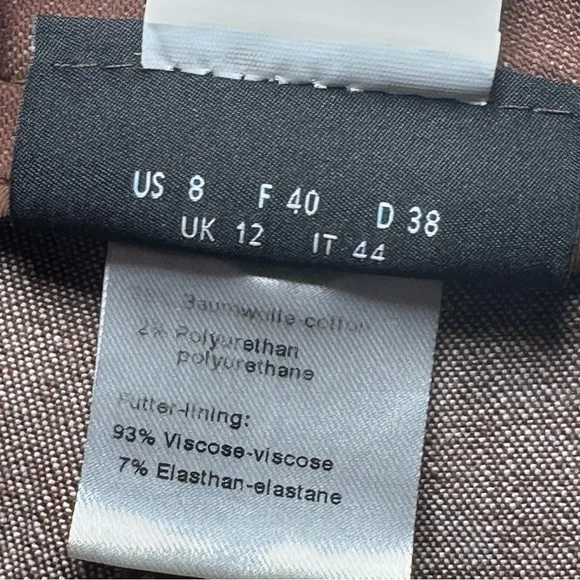 US 8 F 40 D 38
UK 12 IT 44
Baumwolle-cotton
2% Polyurethan
polyurethane
Futter-lining:
93% Viscose-viscose
7% Elasthan-elastane